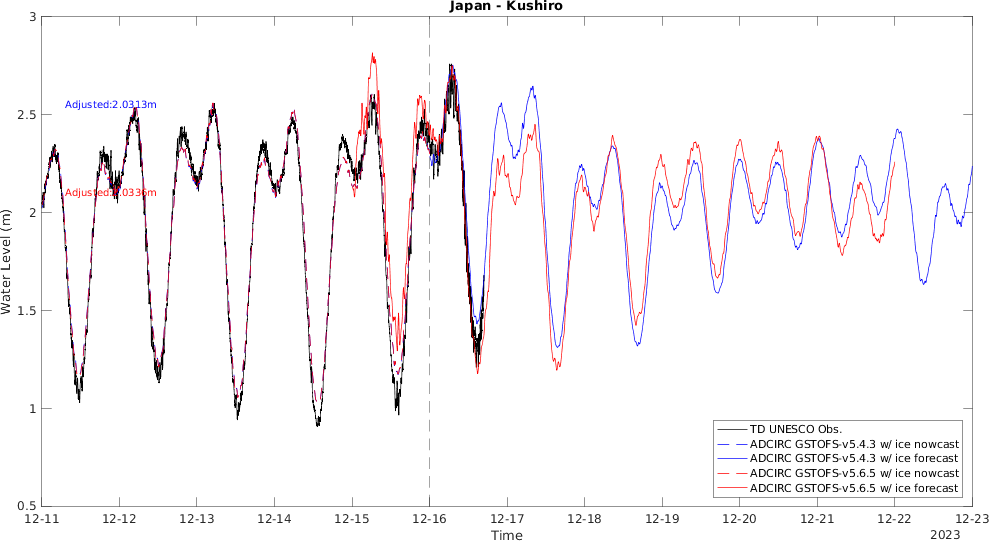 Japan - Kushiro
3
2.5
2
1.5
1
0.5
Water Level (m)
Adjusted:2.0313m
Adjusted:2.0336m
TD UNESCO Obs.
ADCIRC GSTOFS-v5.4.3 w/ ice nowcast
ADCIRC GSTOFS-v5.4.3 w/ ice forecast
ADCIRC GSTOFS-v5.6.5 w/ ice nowcast
ADCIRC GSTOFS-v5.6.5 w/ ice forecast
12-11 12-12 12-13 12-14 12-15 12-16 12-17 12-18 12-19 12-20 12-21 12-22 12-23
Time
2023